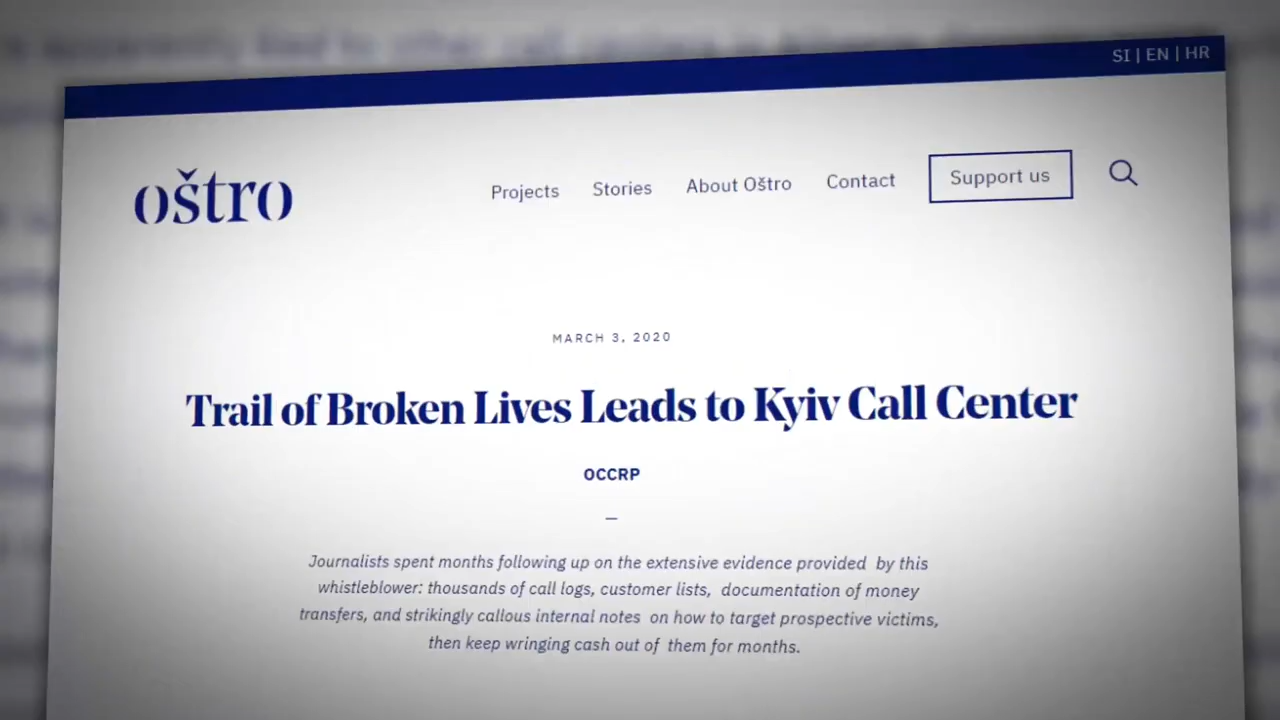 SI | EN | HR
oštro
Projects Stories About Oštro Contact Support us
MARCH 3, 2020
Trail of Broken Lives Leads to Kyiv Call Center
OCCRP
—
Journalists spent months following up on the extensive evidence provided by this
whistleblower: thousands of call logs, customer lists, documentation of money
transfers, and strikingly callous internal notes on how to target prospective victims,
then keep wringing cash out of them for months.